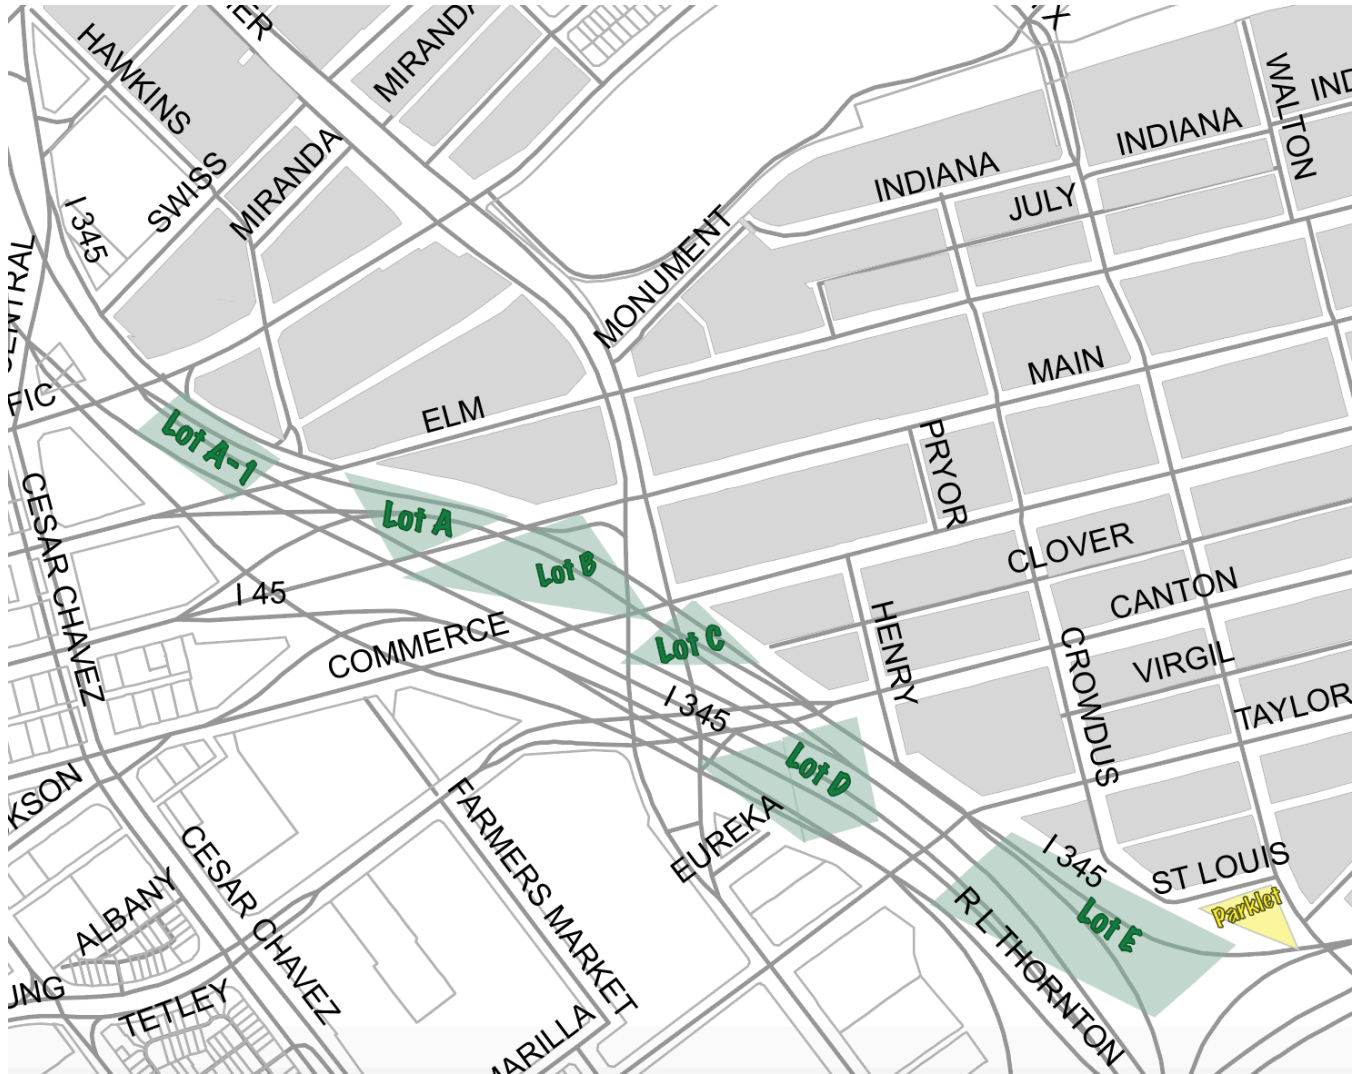 HAWKINS
MIRANDA
SWISS
MIRANDA
I 345
INDIANA
WALTON
INDIANA
JULY
MONUMENT
MAIN
ELM
PRYOR
Lot A-1
Lot A
Lot B
Lot C
CESAR CHAVEZ
I 45
COMMERCE
CLOVER
CANTON
HENRY
CROWDUS
VIRGIL
TAYLOR
I 345
Lot D
EUREKA
FARMERS MARKET
CESAR CHAVEZ
ALBANY
TETLEY
I 345
ST LOUIS
Parklet
Lot E
R L THORNTON